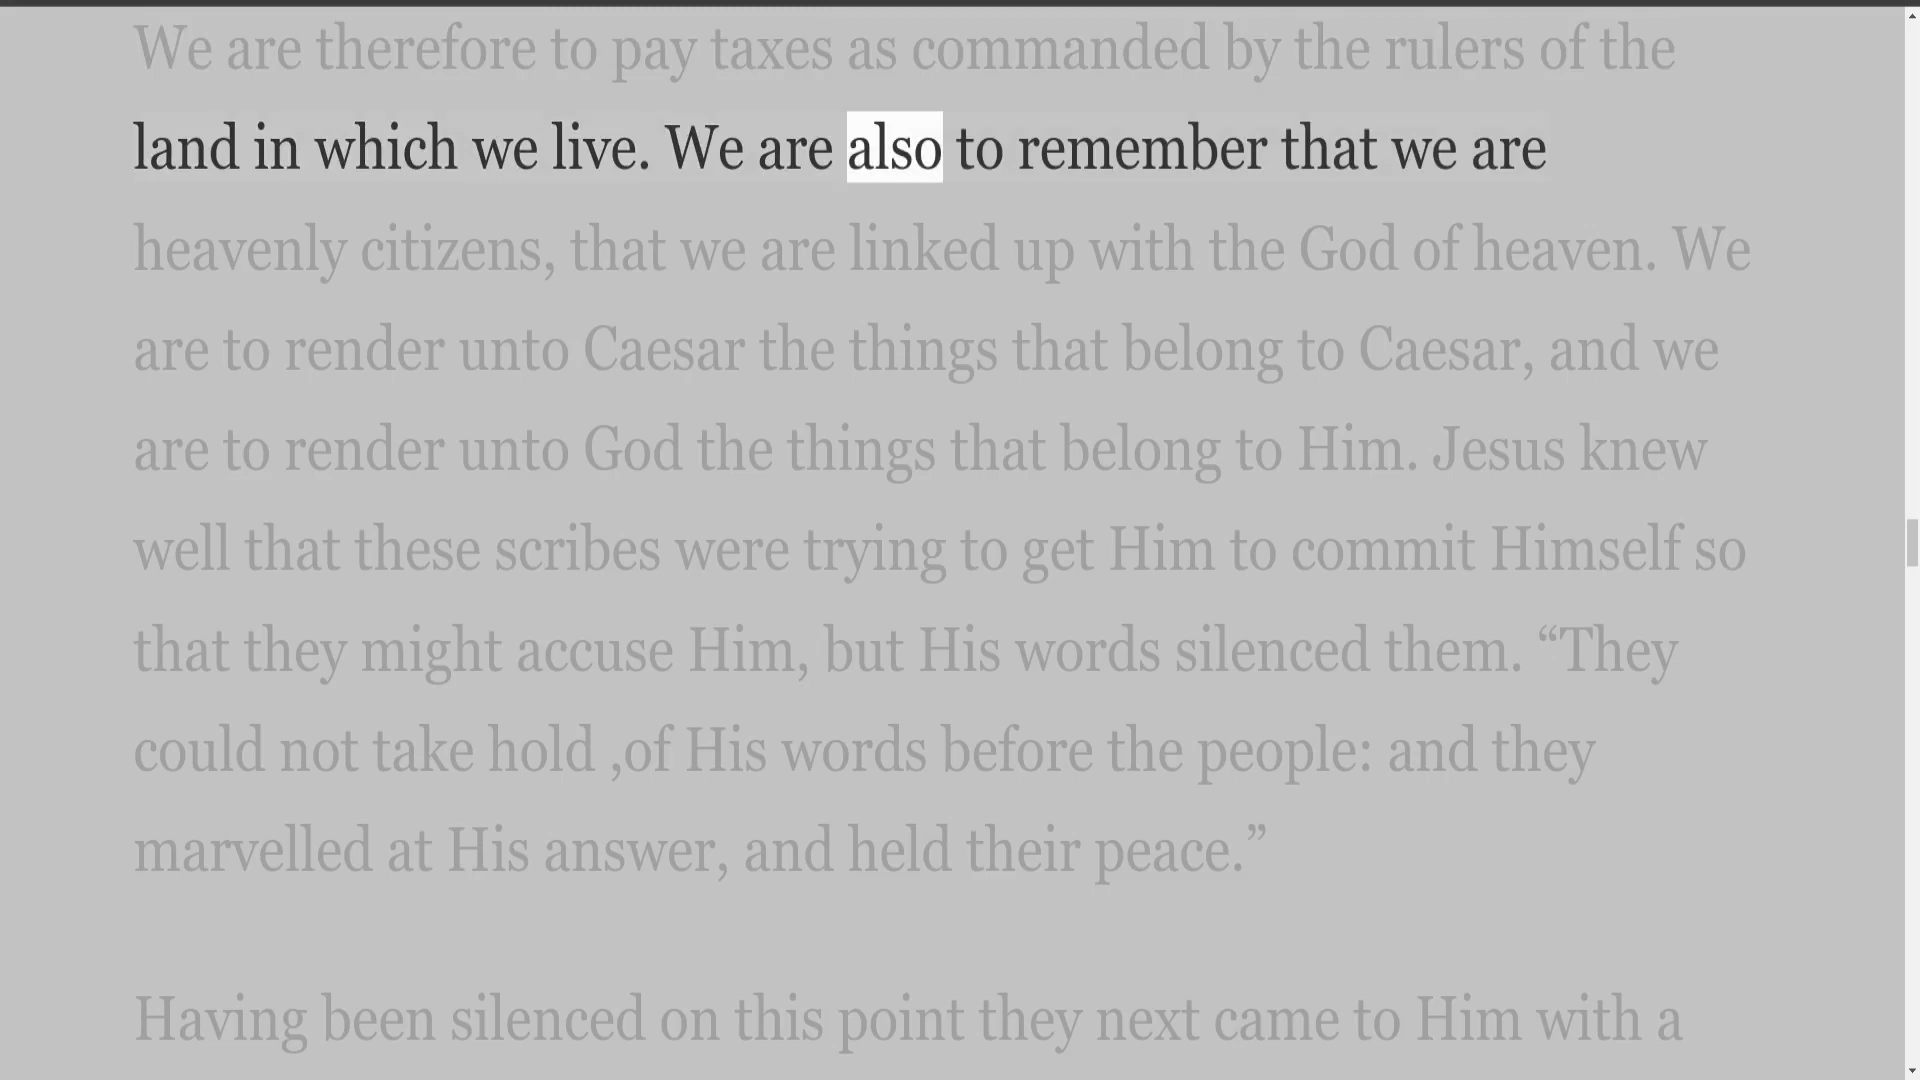 We are therefore to pay taxes as commanded by the rulers of the
land in which we live. We are also to remember that we are
heavenly citizens, that we are linked up with the God of heaven. We
are to render unto Caesar the things that belong to Caesar, and we
are to render unto God the things that belong to Him. Jesus knew
well that these scribes were trying to get Him to commit Himself so
that they might accuse Him, but His words silenced them. “They
could not take hold ,of His words before the people: and they
marvelled at His answer, and held their peace.”
Having been silenced on this point they next came to Him with a